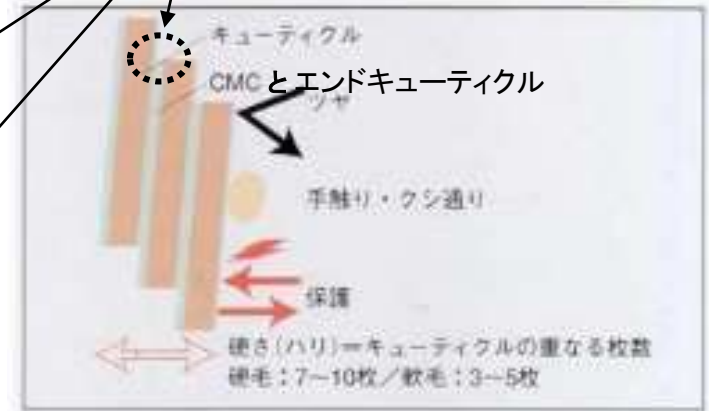 キューティクル
CMC とエンドキューティクル
ツヤ
手触り・クシ通り
保護
硬さ(ハリ)＝キューティクルの重なる枚数
硬毛：7〜10枚／軟毛：3〜5枚